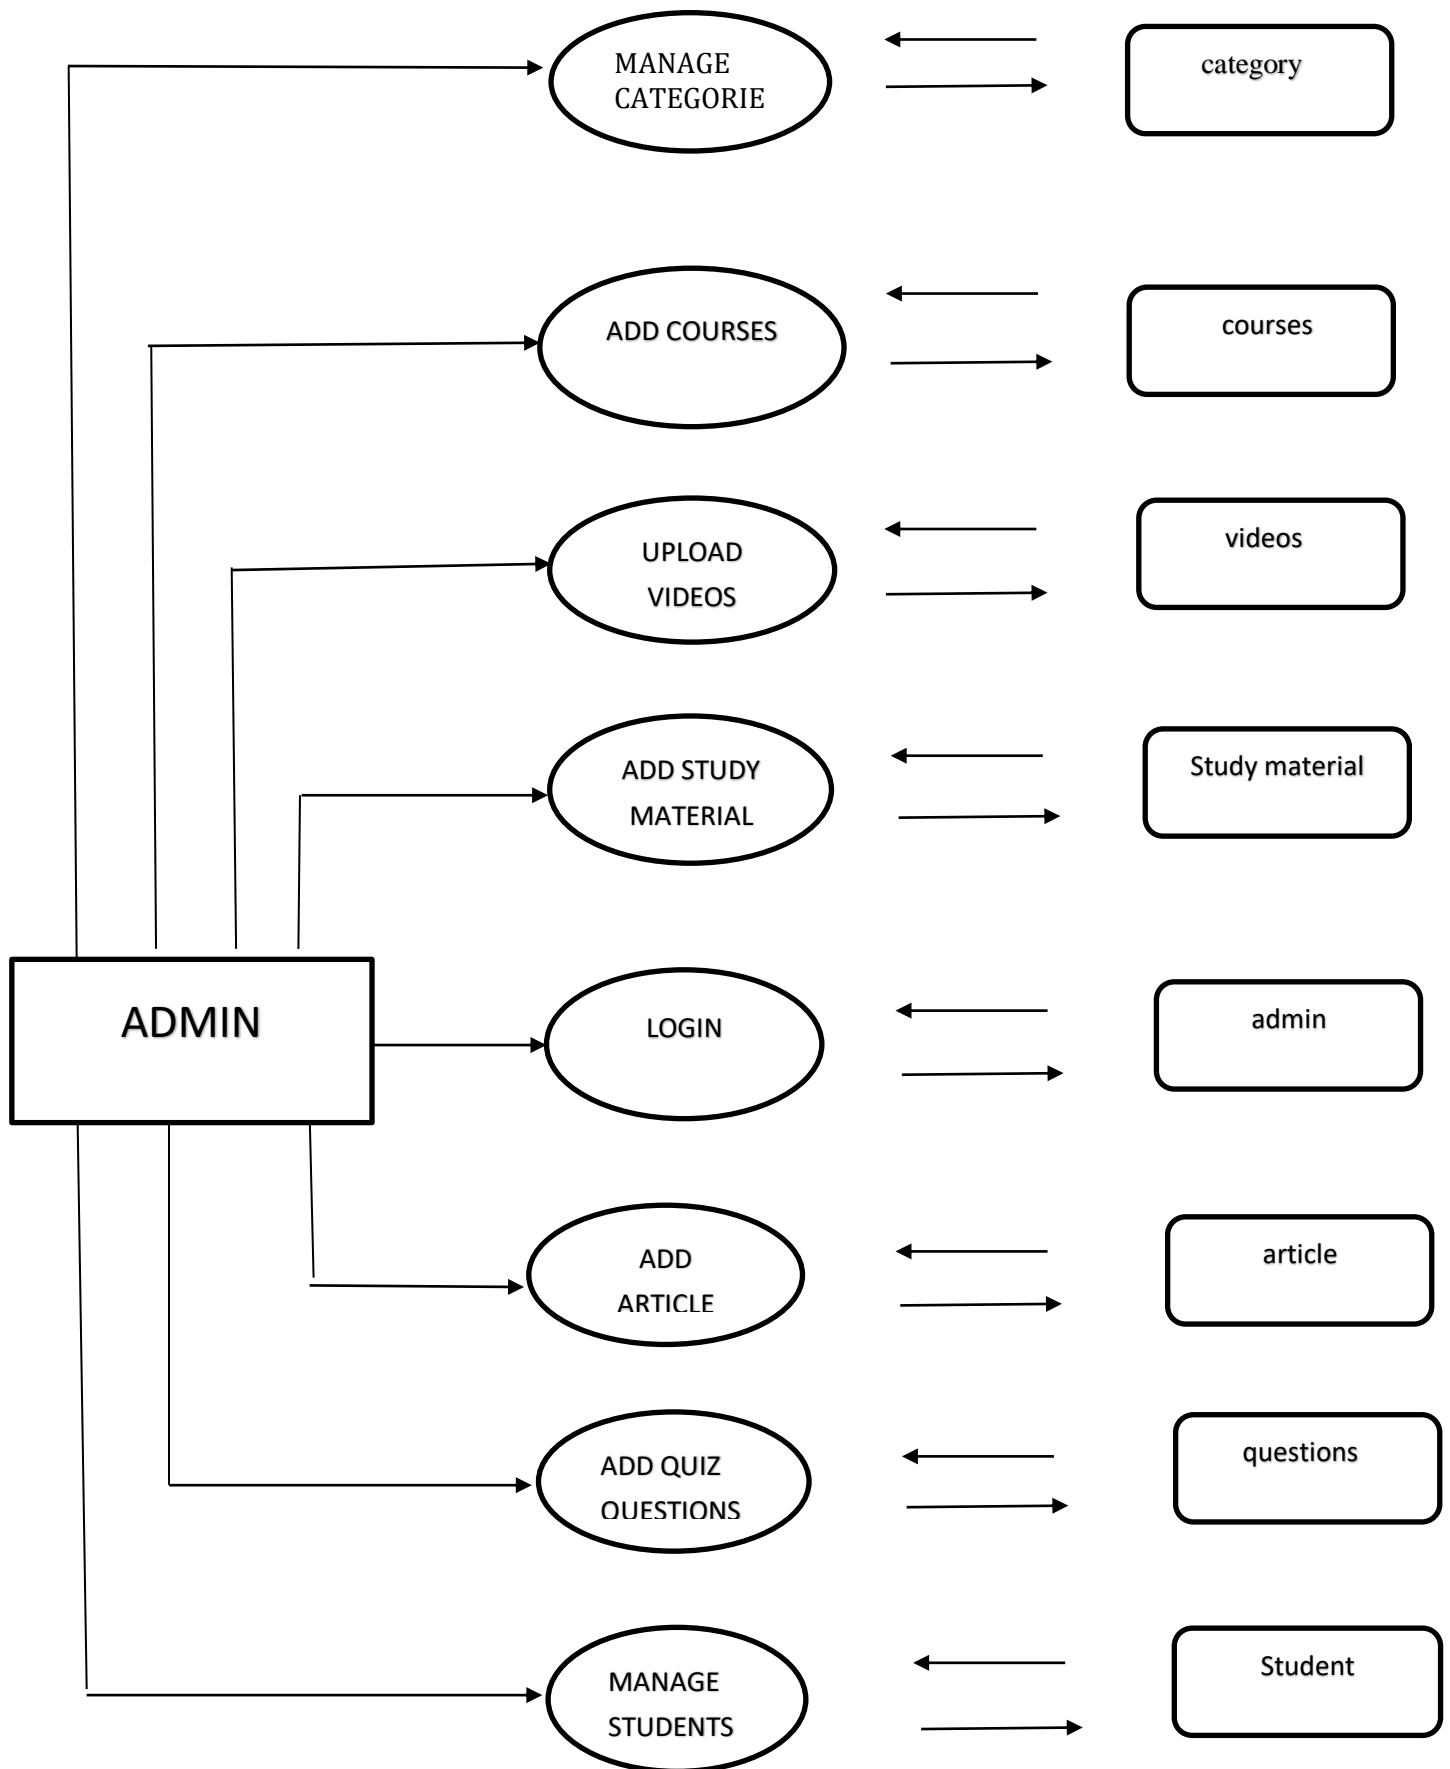 MANAGE
CATEGORIE
category
ADD COURSES
courses
UPLOAD
VIDEOS
videos
ADD STUDY
MATERIAL
Study material
ADMIN
LOGIN
admin
ADD
ARTICLE
article
ADD QUIZ
QUESTIONS
questions
MANAGE
STUDENTS
Student